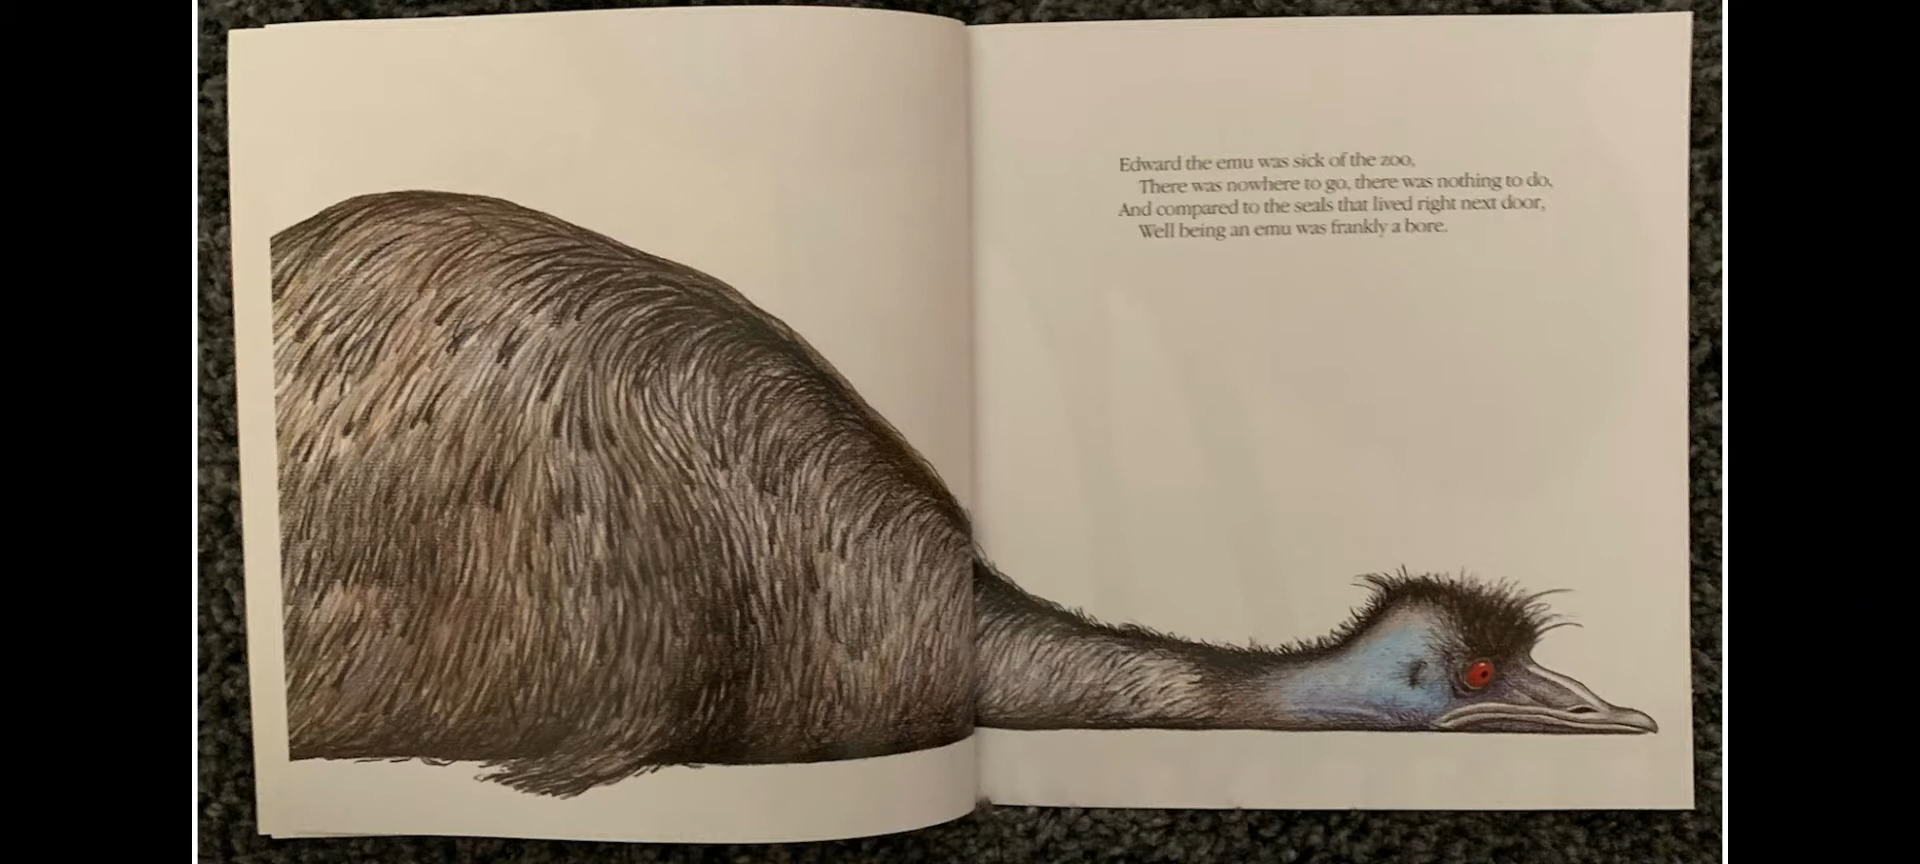 Edward the emu was sick of the zoo,
There was nowhere to go, there was nothing to do,
And compared to the seals that lived right next door,
Well being an emu was frankly a bore.